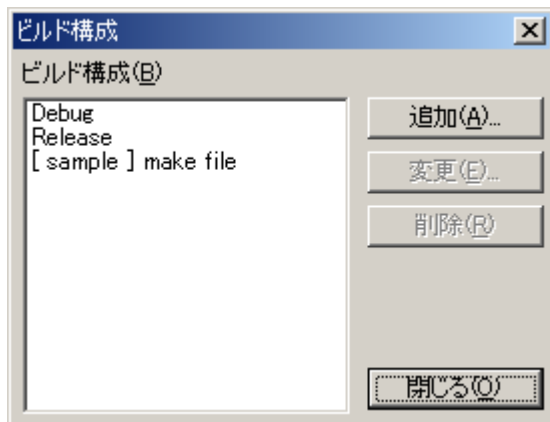 ビルド構成
ビルド構成(B)
Debug
Release
[ sample ] make file
追加(A)...
変更(E)...
削除(R)
閉じる(O)